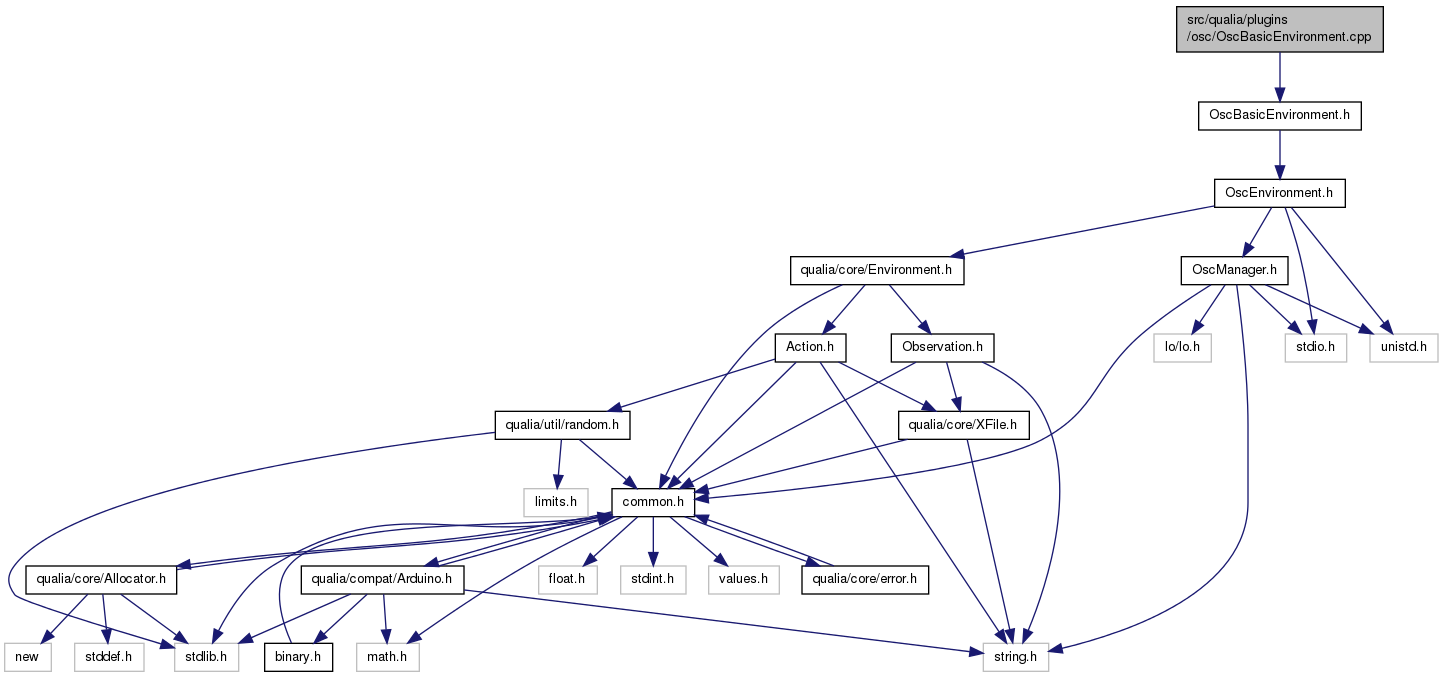 src/qualia/plugins
/osc/OscBasicEnvironment.cpp
OscBasicEnvironment.h
OscEnvironment.h
qualia/core/Environment.h
OscManager.h
Action.h
Observation.h
lo/lo.h
stdio.h
unistd.h
qualia/util/random.h
qualia/core/XFile.h
limits.h
common.h
qualia/core/Allocator.h
qualia/compat/Arduino.h
float.h
stdint.h
values.h
qualia/core/error.h
new
stddef.h
stdlib.h
binary.h
math.h
string.h